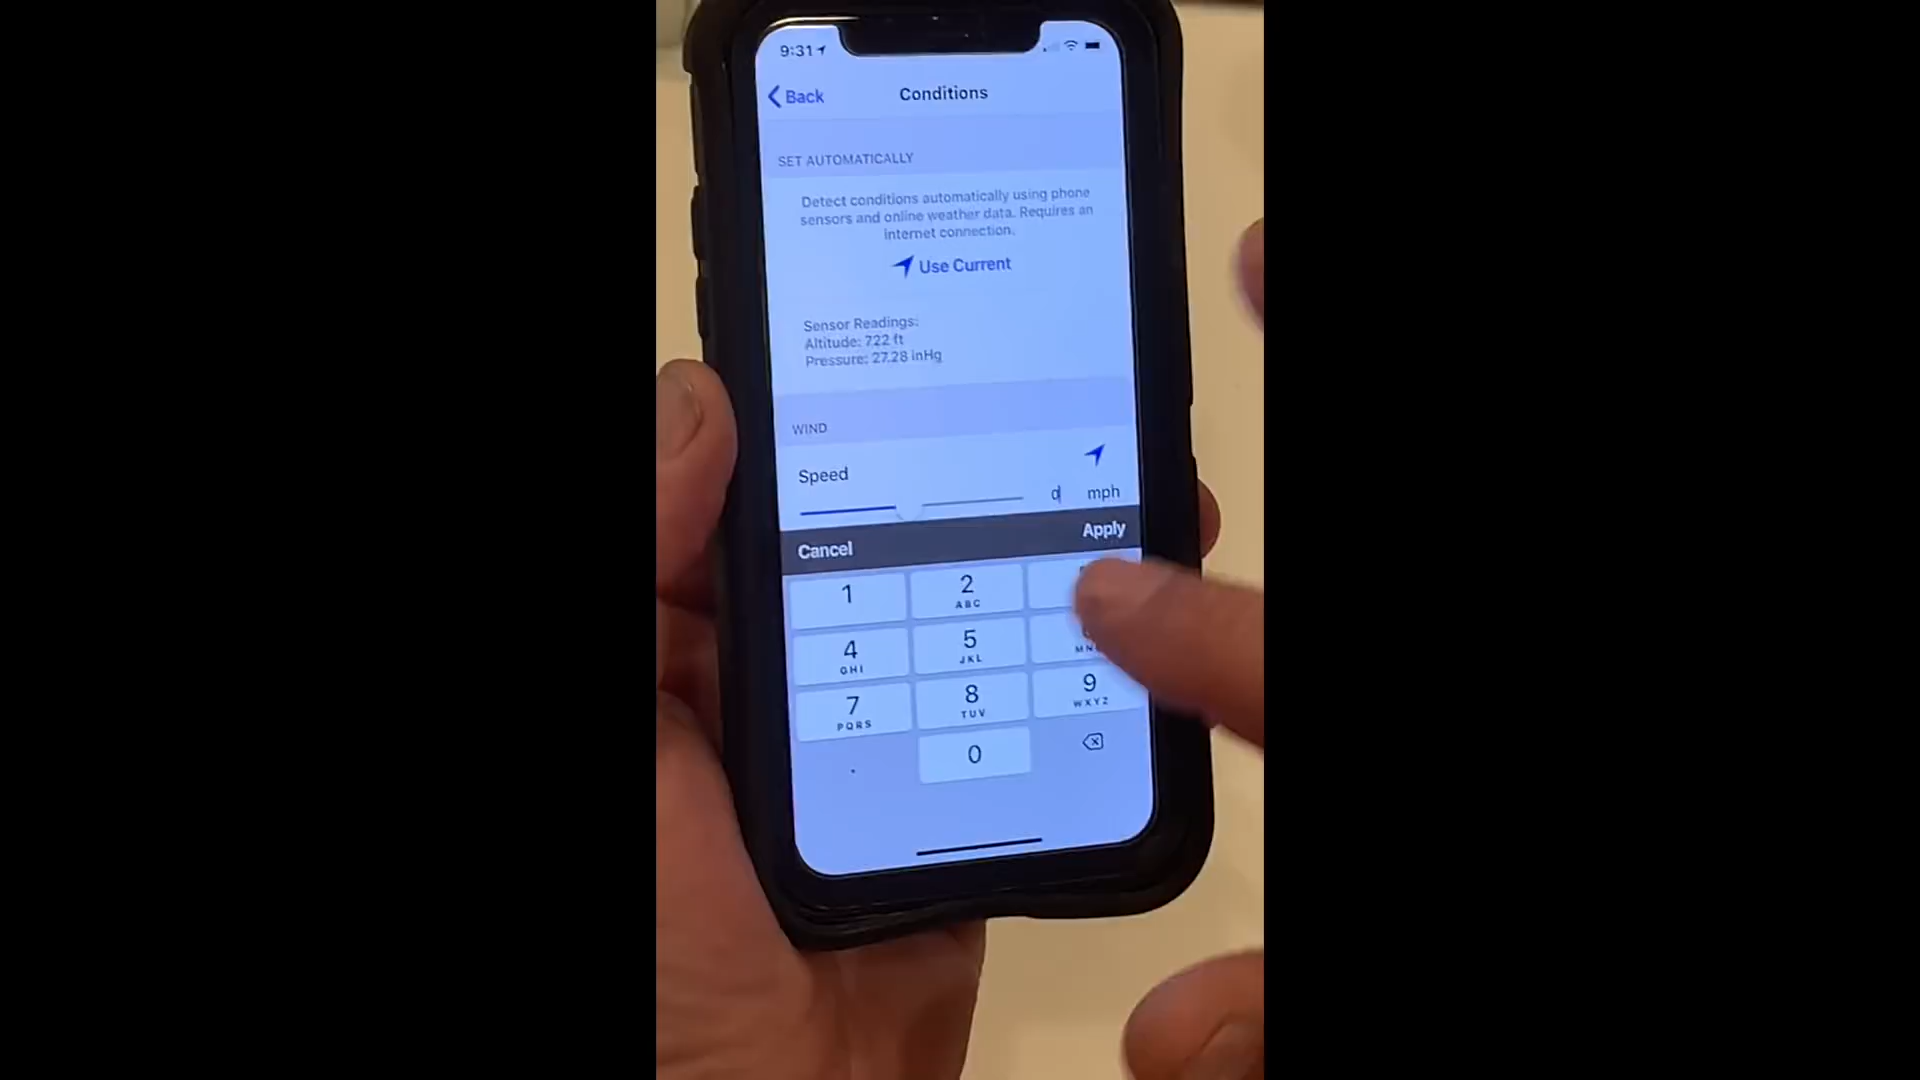 9:31
Back
Conditions
SET AUTOMATICALLY
Detect conditions automatically using phone
sensors and online weather data. Requires an
internet connection.
Use Current
Sensor Readings:
Altitude: 722 ft
Pressure: 27.28 inHg
WIND
Speed
0 mph
Cancel
Apply
1
2
ABC
4
GHI
5
JKL
MN
7
PQRS
8
TUV
9
WXYZ
.
0